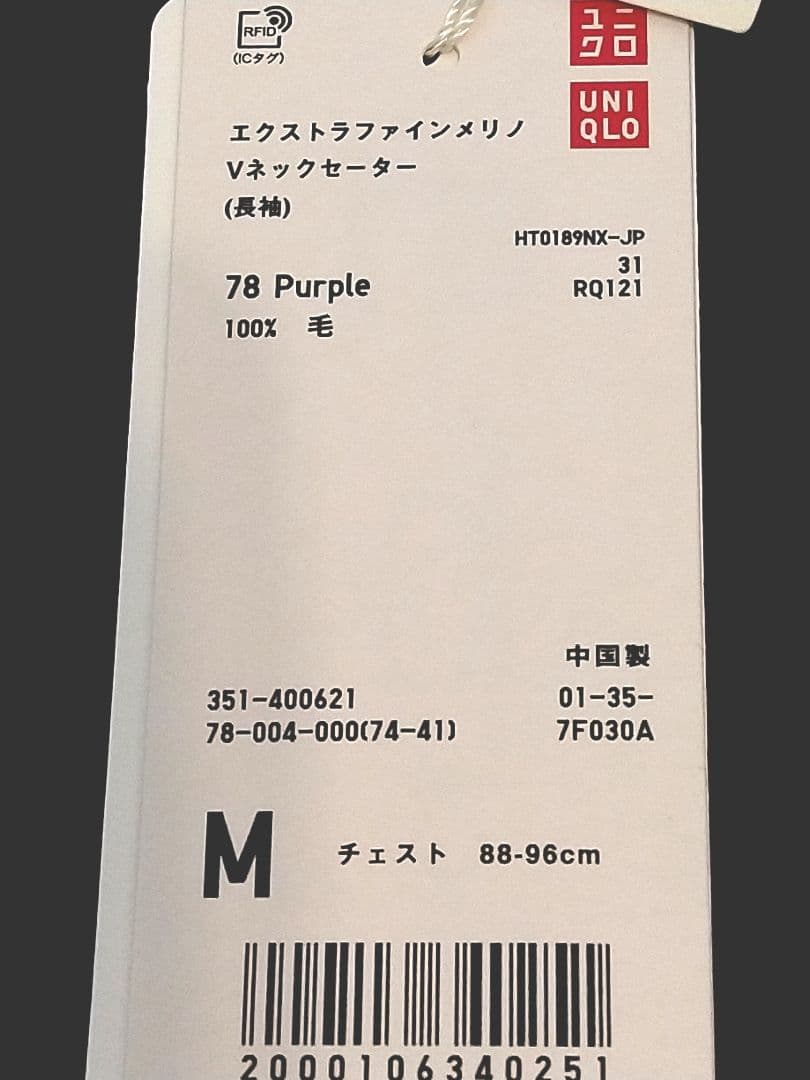 RFID
(ICタグ)
ユニ
クロ
UNI
QLO
エクストラファインメリノ
Vネックセーター
(長袖)
HT0189NX-JP
31
RQ121
78 Purple
100% 毛
中国製
351-400621
01-35-
78-004-000(74-41)
7F030A
M
チェスト 88-96cm
2000106340251